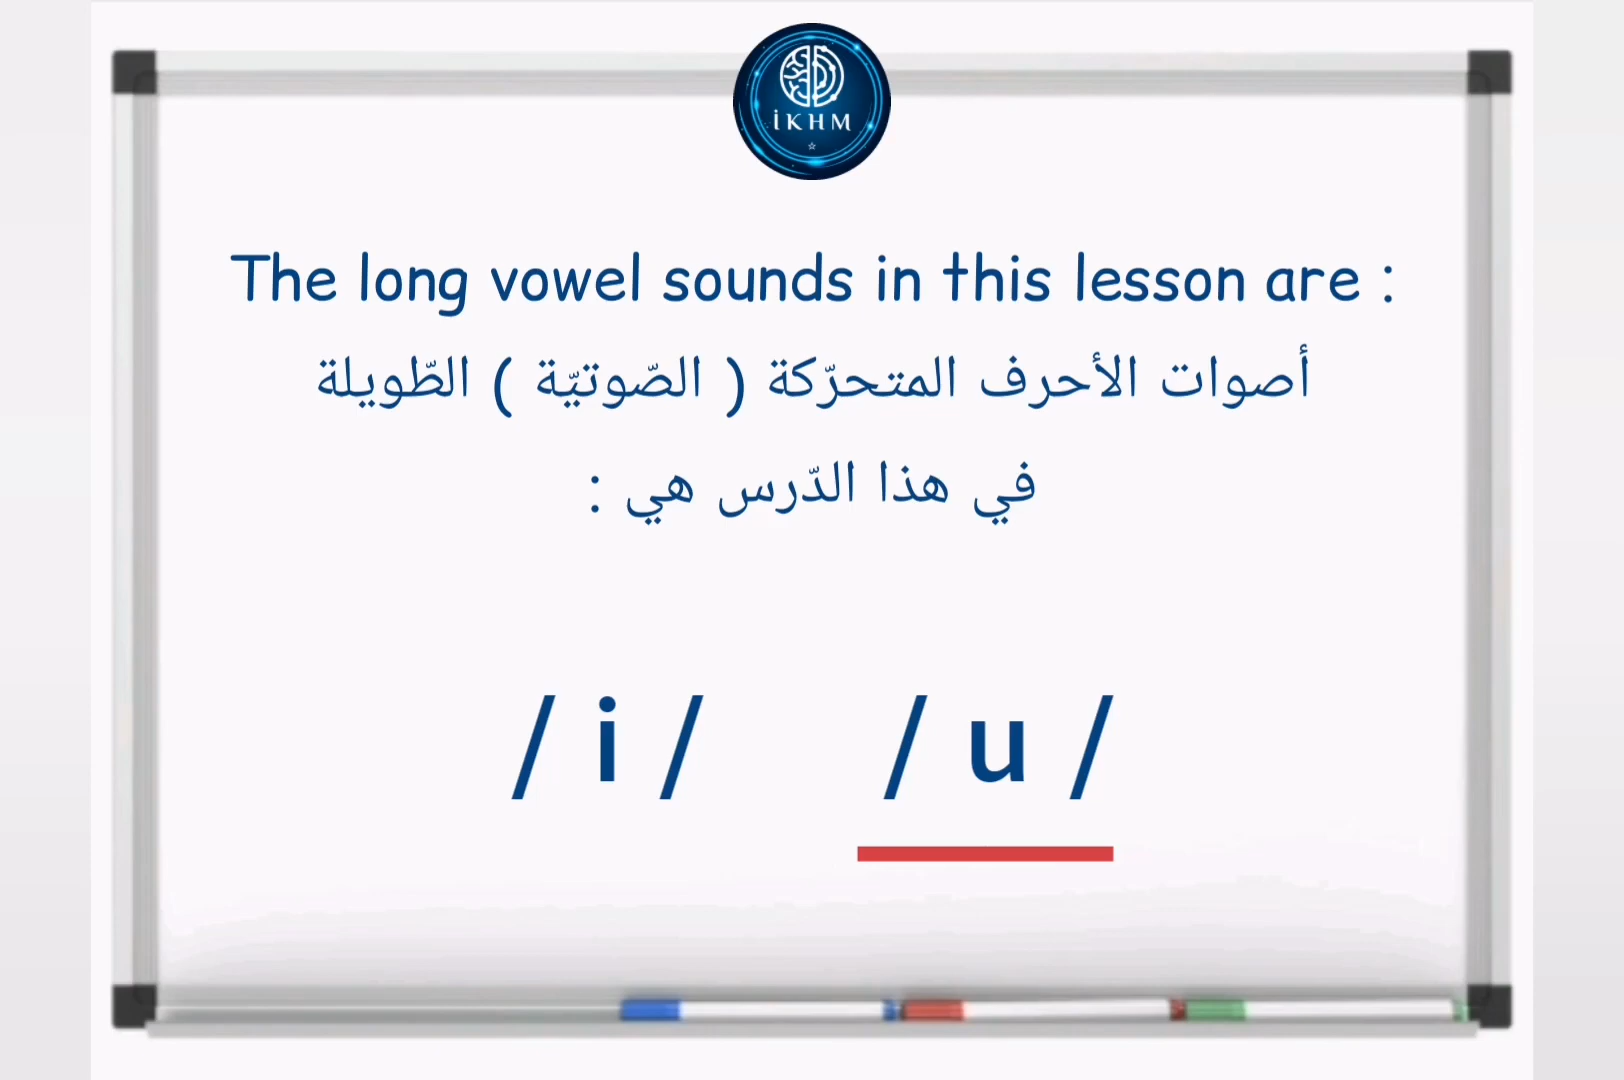 İKHM
The long vowel sounds in this lesson are :
أصوات الأحرف المتحرّكة ( الصّوتيّة ) الطّويلة
في هذا الدّرس هي :
/ i / / u /